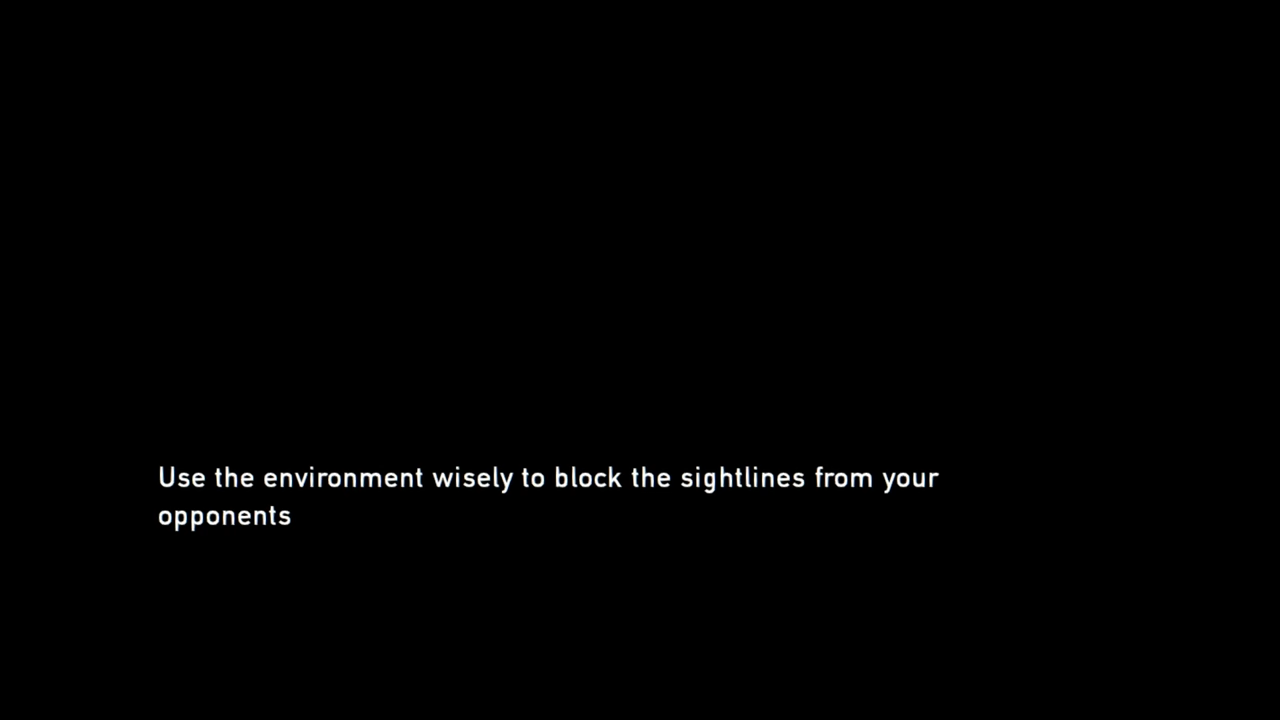 Use the environment wisely to block the sightlines from your
opponents